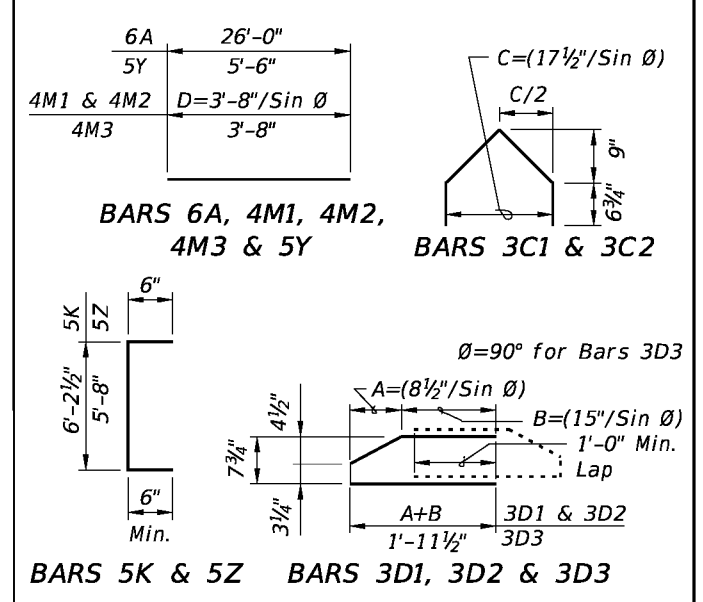 6A 26'-0"
5Y 5'-6"
4M1 & 4M2 D=3'-8"/Sin Ø
4M3 3'-8"
BARS 6A, 4M1, 4M2,
4M3 & 5Y
C=(17½"/Sin Ø)
C/2
9"
6¾"
BARS 3C1 & 3C2
6"
5K
5Z
6'-2½"
5'-8"
6"
Min.
BARS 5K & 5Z
Ø=90° for Bars 3D3
A=(8½"/Sin Ø)
B=(15"/Sin Ø)
1'-0" Min.
Lap
4½"
7¾"
3¼"
A+B 3D1 & 3D2
1'-11½" 3D3
BARS 3D1, 3D2 & 3D3